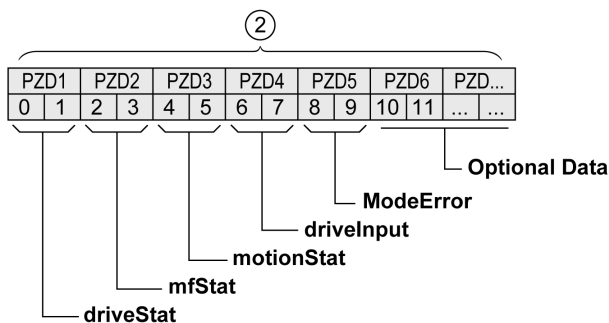 2
PZD1 PZD2 PZD3 PZD4 PZD5 PZD6 PZD...
0 1 2 3 4 5 6 7 8 9 10 11 ... ...
Optional Data
ModeError
driveInput
motionStat
mfStat
driveStat